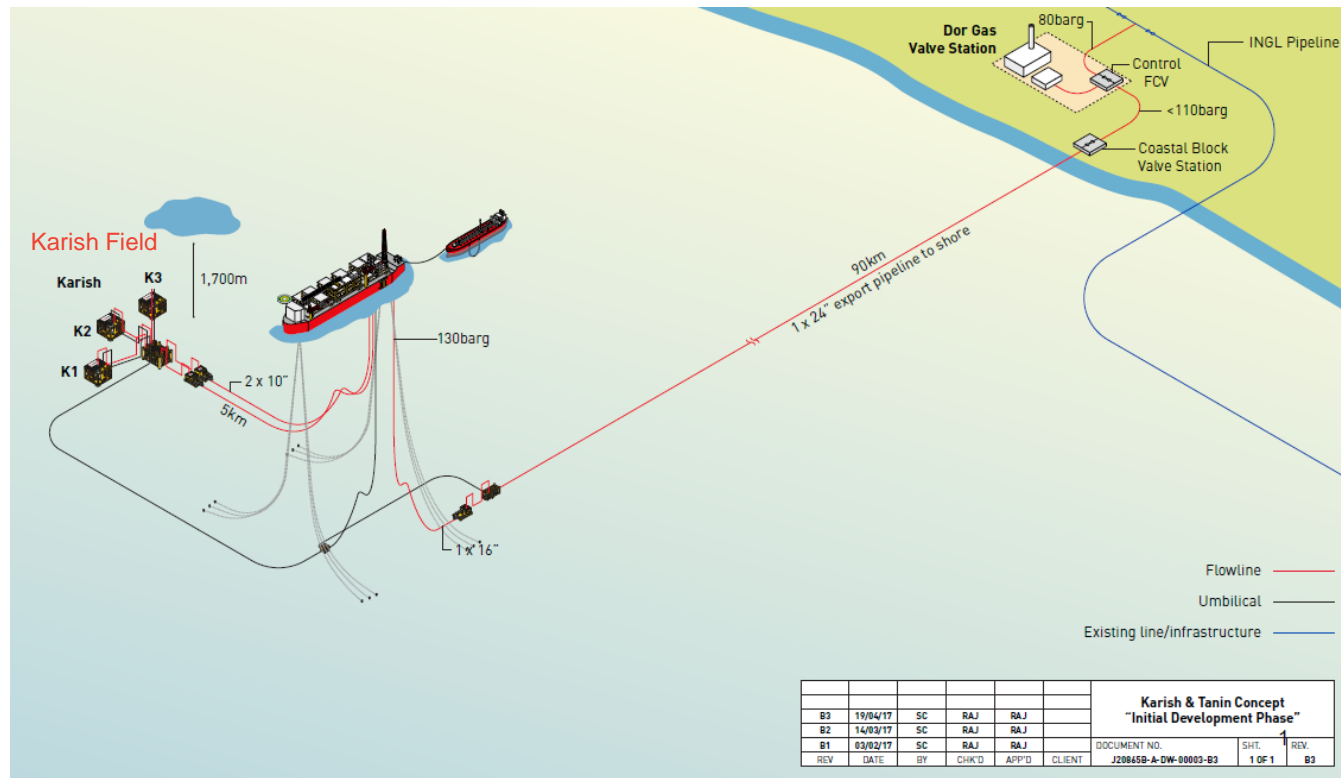 80barg
Dor Gas
Valve Station
INGL Pipeline
Control
FCV
<110barg
Coastal Block
Valve Station
Karish Field
1,700m
Karish
K3
K2
K1
90km
1 x 24" export pipeline to shore
130barg
2 x 10"
5km
1 x 16"
Flowline
Umbilical
Existing line/infrastructure
Karish & Tanin Concept
"Initial Development Phase"
1
B3 19/04/17 SC RAJ RAJ
B2 14/03/17 SC RAJ RAJ
B1 03/02/17 SC RAJ RAJ
REV DATE BY CHK'D APP'D CLIENT
DOCUMENT NO. SHT. REV.
J20865B-A-DW-00003-B3 1 OF 1 B3